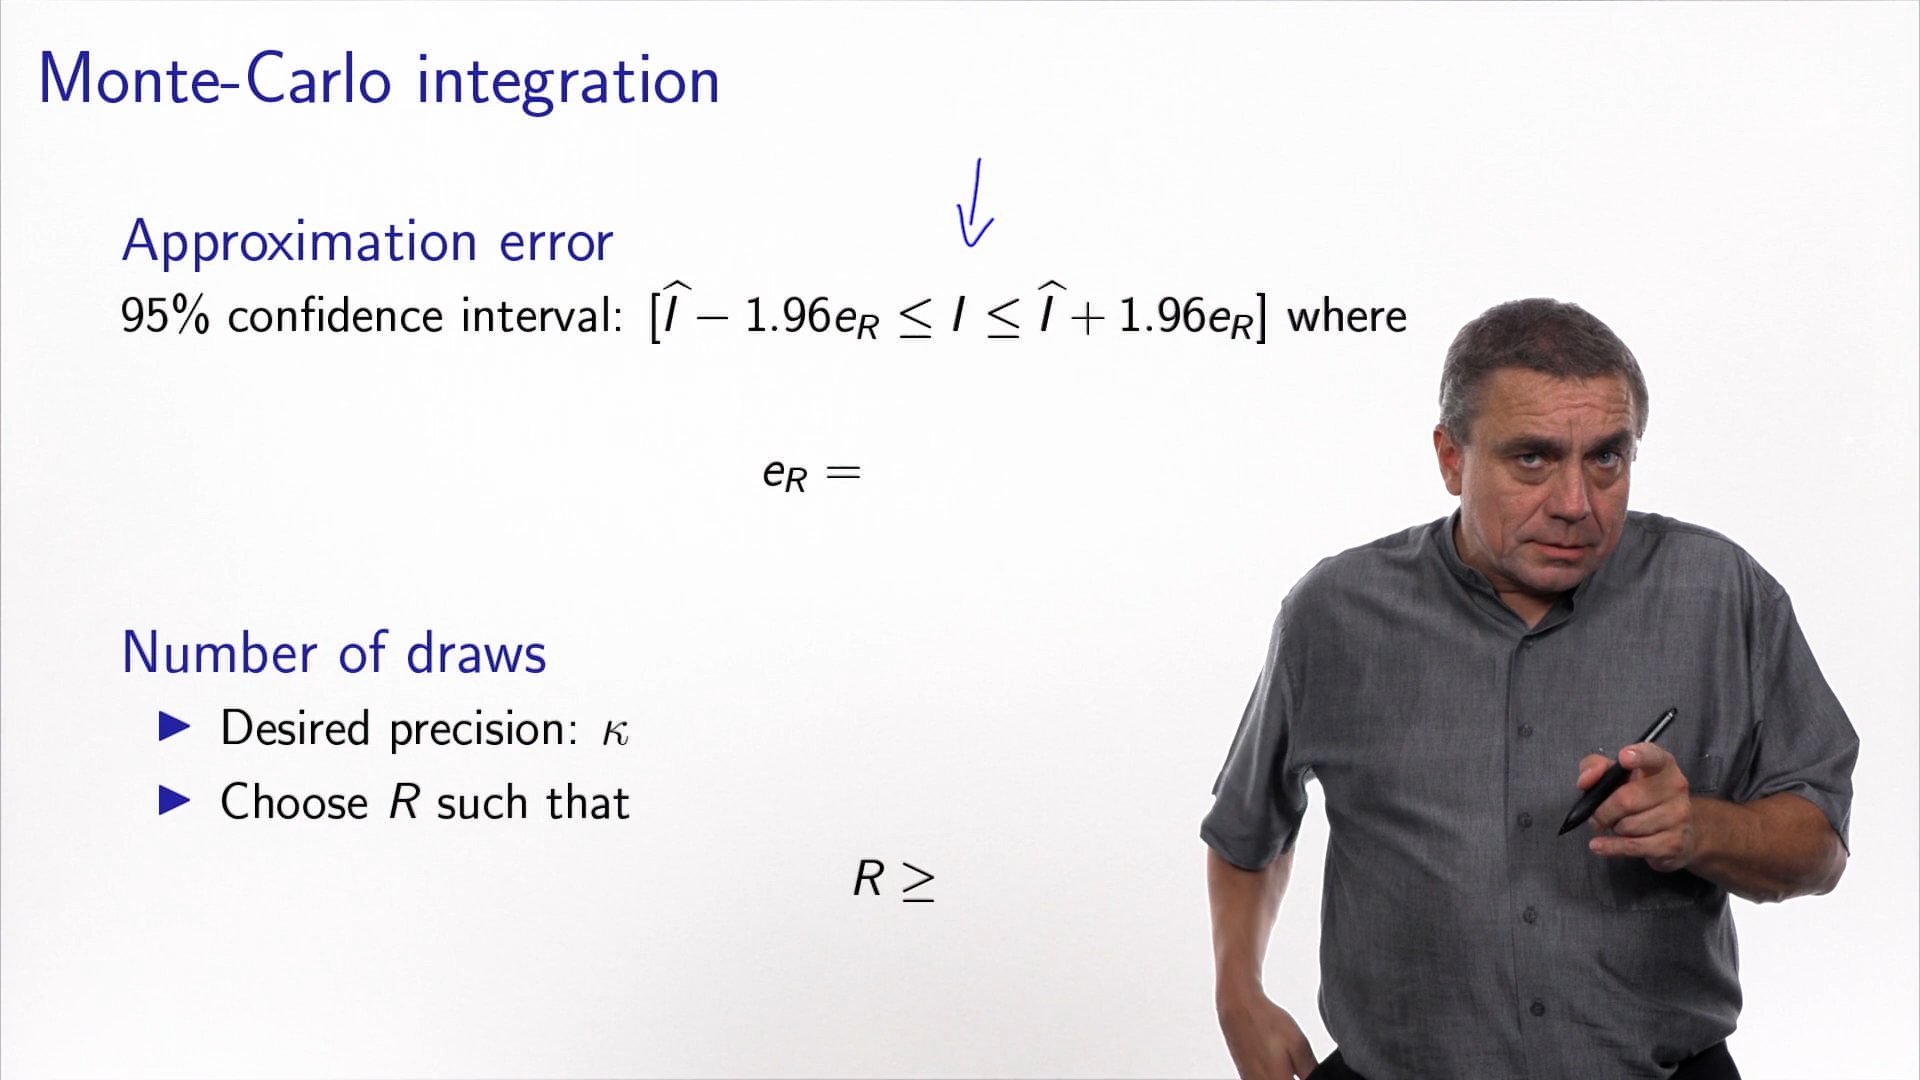 Monte-Carlo integration
Approximation error
95% confidence interval: [Î − 1.96e_R ≤ I ≤ Î + 1.96e_R] where
e_R =
Number of draws
▶ Desired precision: κ
▶ Choose R such that
R ≥